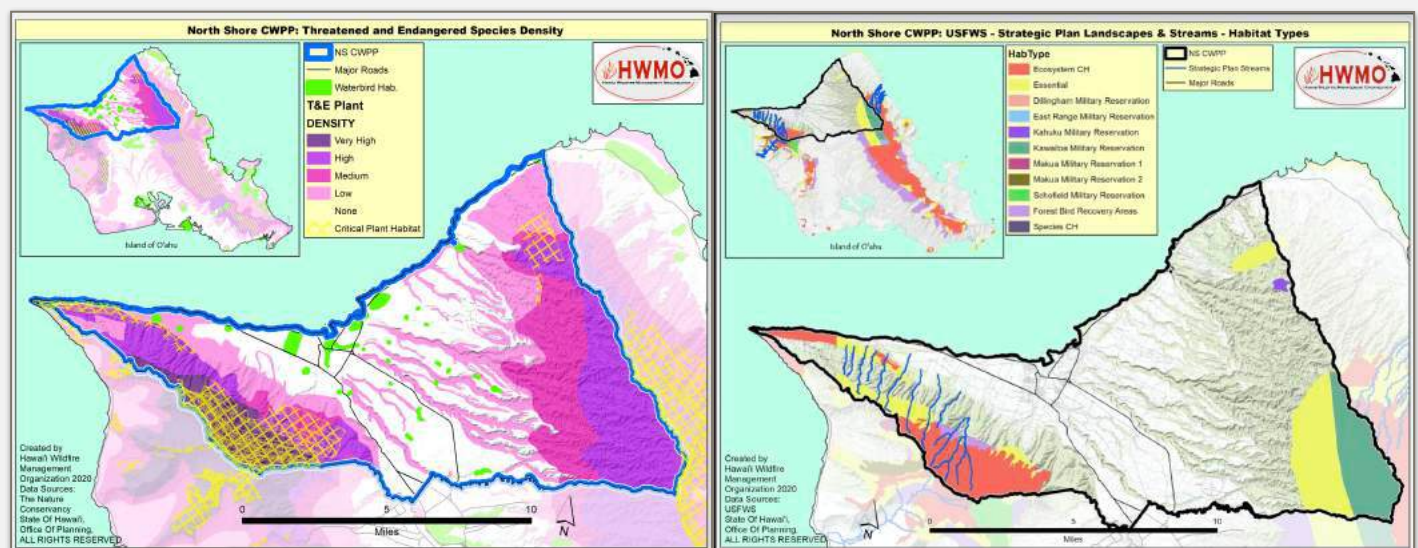 North Shore CWPP: Threatened and Endangered Species Density
NS CWPP
Major Roads
Waterbird Hab.
T&E Plant
DENSITY
Very High
High
Medium
Low
None
Critical Plant Habitat
HWMO
Island of O'ahu
Created by
Hawai'i Wildfire
Management
Organization 2020
Data Sources:
The Nature
Conservancy
State Of Hawai'i,
Office Of Planning,
ALL RIGHTS RESERVED
0 5 10
Miles
N
North Shore CWPP: USFWS - Strategic Plan Landscapes & Streams - Habitat Types
HabType
Ecosystem CH
Essential
Dillingham Military Reservation
East Range Military Reservation
Kahuku Military Reservation
Kawailoa Military Reservation
Makua Military Reservation 1
Makua Military Reservation 2
Schofield Military Reservation
Forest Bird Recovery Areas
Species CH
NS CWPP
Strategic Plan Streams
Major Roads
HWMO
Island of O'ahu
Created by
Hawai'i Wildfire
Management
Organization 2020
Data Sources:
USFWS
State Of Hawai'i,
Office Of Planning,
ALL RIGHTS RESERVED
0 5 10
Miles
N